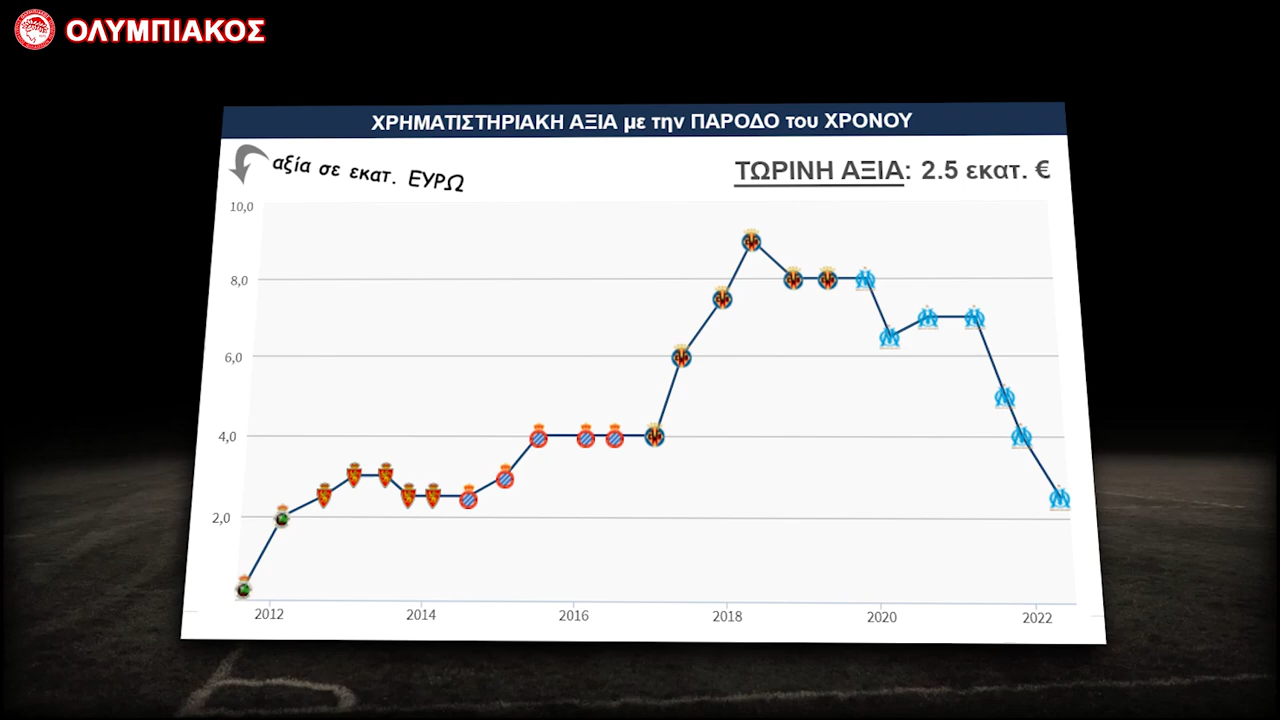 ΟΛΥΜΠΙΑΚΟΣ
ΧΡΗΜΑΤΙΣΤΗΡΙΑΚΗ ΑΞΙΑ με την ΠΑΡΟΔΟ του ΧΡΟΝΟΥ
αξία σε εκατ. ΕΥΡΩ
ΤΩΡΙΝΗ ΑΞΙΑ: 2.5 εκατ. €
10,0
8,0
6,0
4,0
2,0
2012 2014 2016 2018 2020 2022